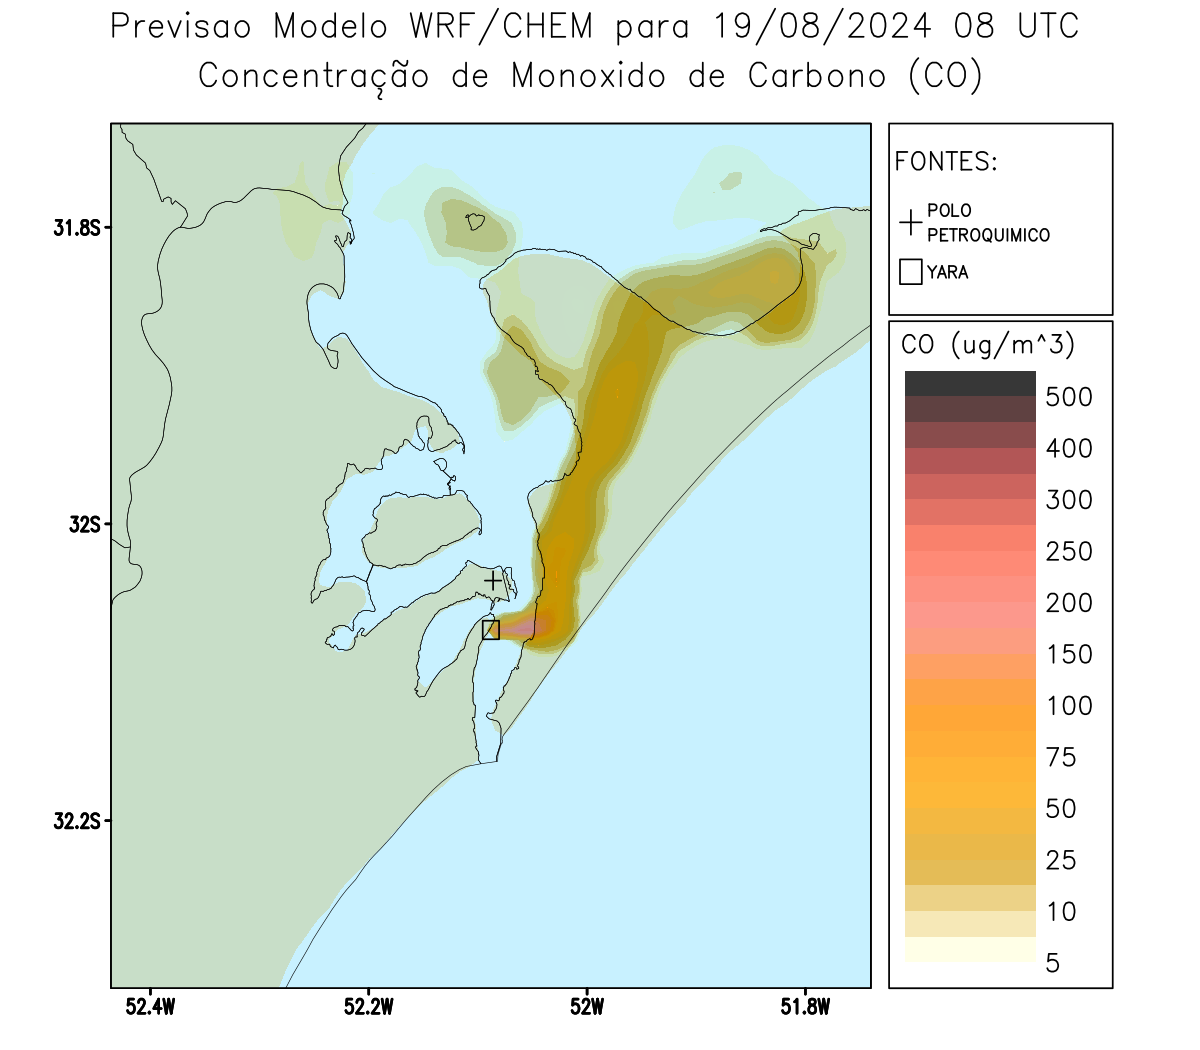 Previsao Modelo WRF/CHEM para 19/08/2024 08 UTC
Concentração de Monoxido de Carbono (CO)
FONTES:
POLO
PETROQUIMICO
YARA
CO (ug/m^3)
500
400
300
250
200
150
100
75
50
25
10
5
31.8S
32S
32.2S
52.4W
52.2W
52W
51.8W